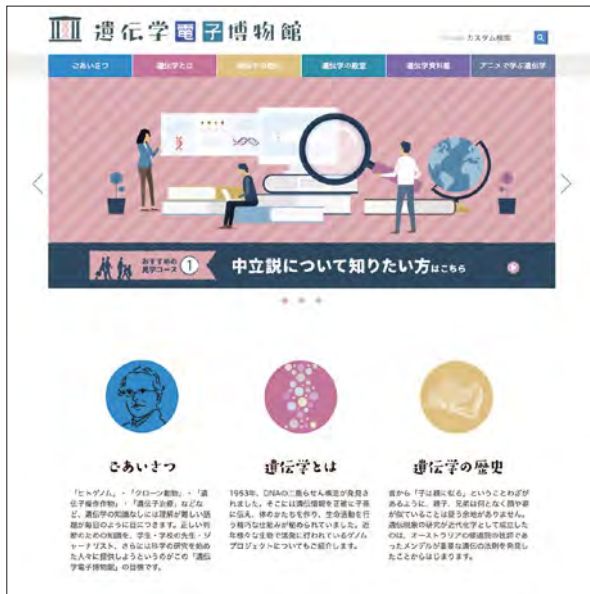 遺伝学電子博物館
カスタム検索
ごあいさつ
遺伝学とは
遺伝学の殿堂
遺伝学資料館
アニメで学ぶ遺伝学
おすすめの
見学コース
1
中立説について知りたい方はこちら
ごあいさつ
「ヒトゲノム」・「クローン動物」・「遺
伝子操作作物」・「遺伝子治療」などな
ど、遺伝学の知識なしには理解が難しい話
題が毎日のように目につきます。正しい判
断のための知識を、学生・学校の先生・ジ
ャーナリスト、さらには科学の研究を始め
た人々に提供しようというのがこの「遺伝
学電子博物館」の目標です。
遺伝学とは
1953年、DNAの二重らせん構造が発見さ
れました。そこには遺伝情報を正確に子孫
に伝え、体のかたちを作り、生命活動を行
う精巧な仕組みが秘められていました。近
年様々な生物で活発に行われているゲノム
プロジェクトについてもご紹介します。
遺伝学の歴史
昔から「子は親に似る」ということわざが
あるように、親子、兄弟は何となく顔や姿
が似ていることは疑う余地がありません。
遺伝現象の研究が近代化学として成立した
のは、オーストラリアの修道院の牧師であ
ったメンデルが重要な遺伝の法則を発見し
たことからはじまります。